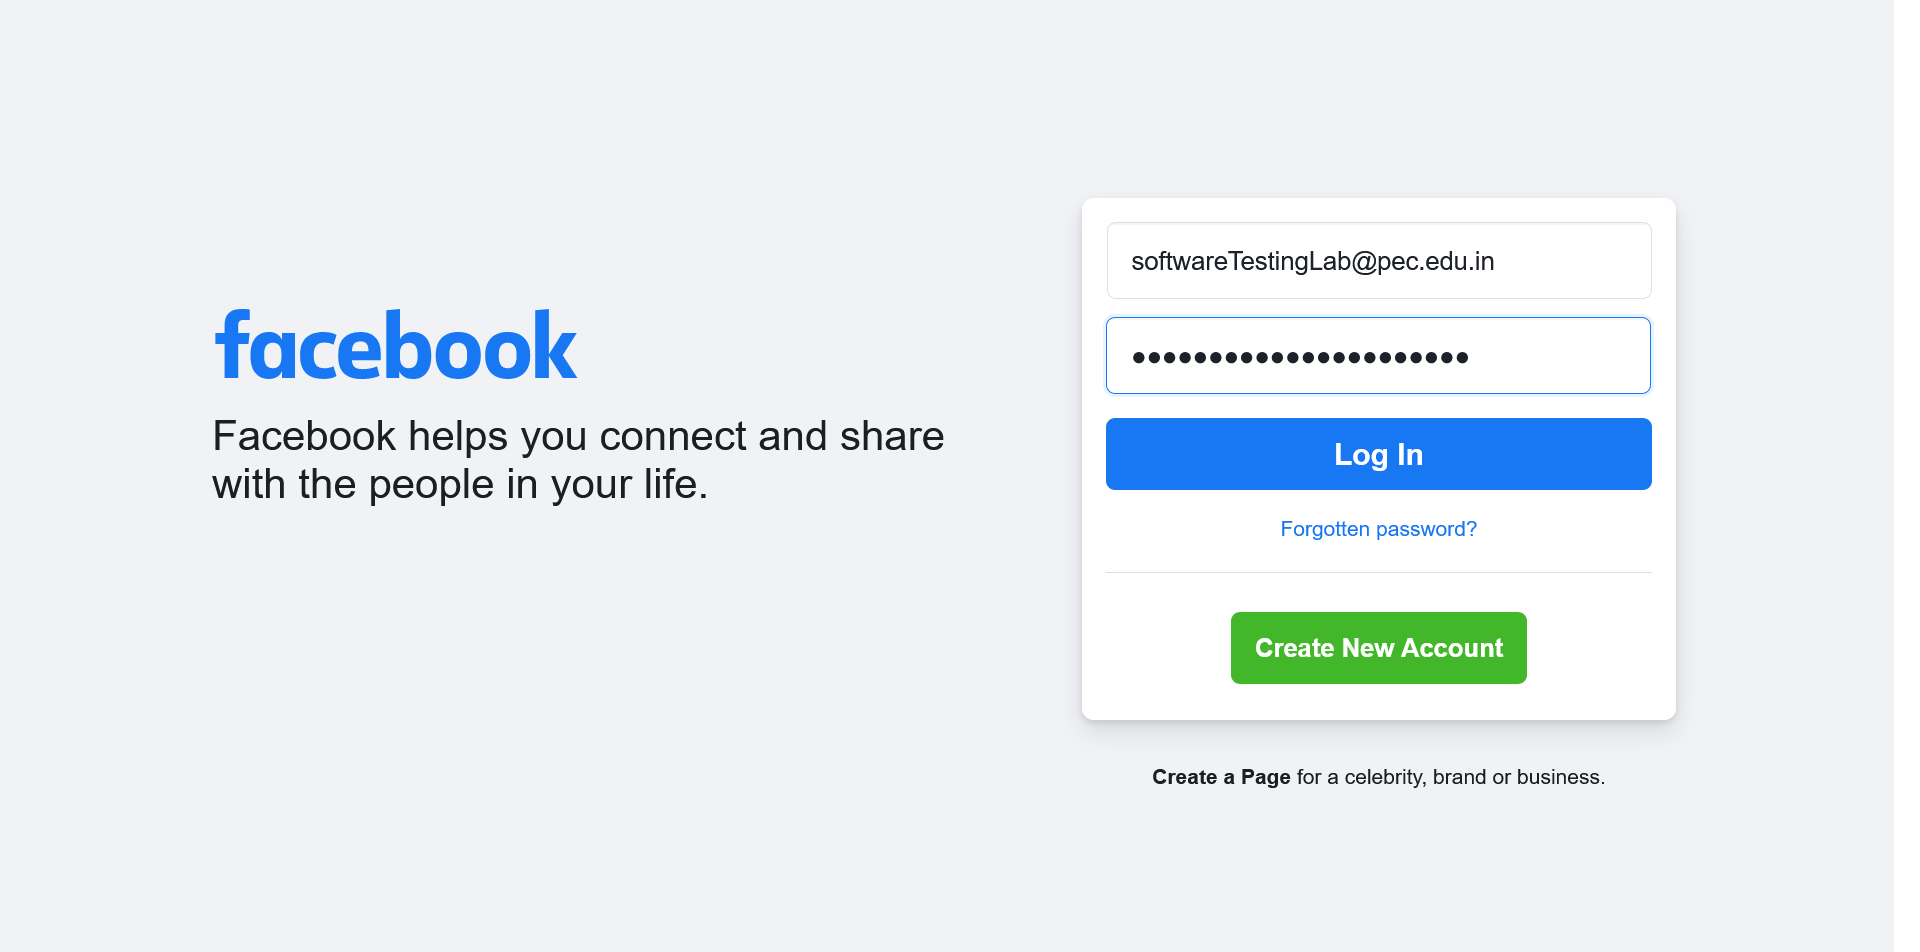 facebook
Facebook helps you connect and share
with the people in your life.
softwareTestingLab@pec.edu.in
••••••••••••••••••••••
Log In
Forgotten password?
Create New Account
Create a Page for a celebrity, brand or business.